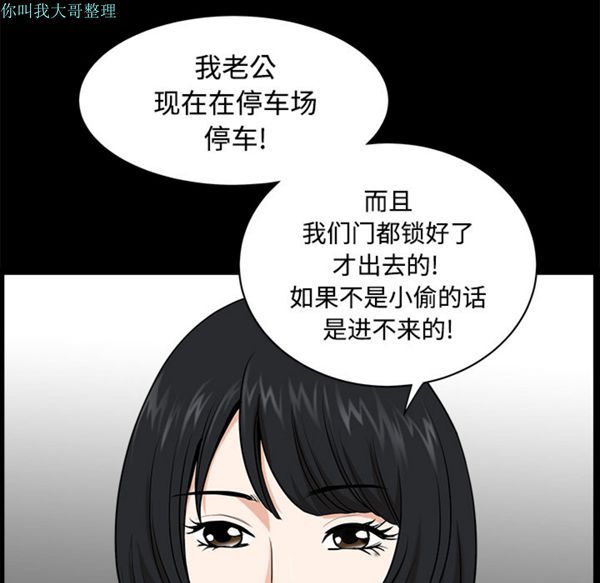 你叫我大哥整理
我老公
现在在停车场
停车!
而且
我们门都锁好了
才出去的!
如果不是小偷的话
是进不来的!